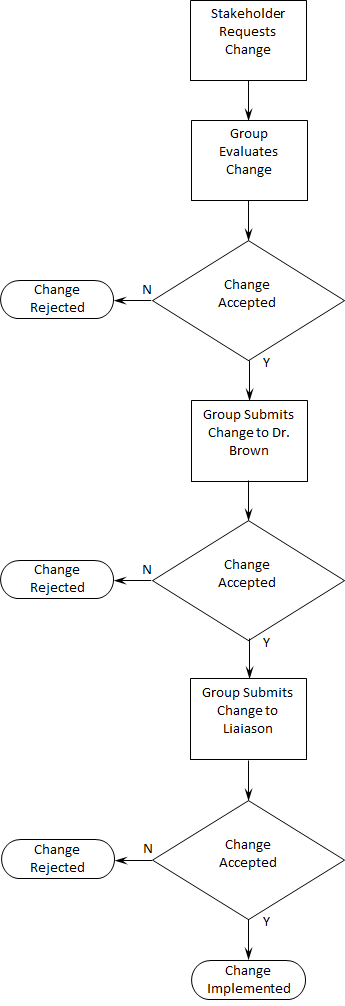 Stakeholder
Requests
Change
Group
Evaluates
Change
Change
Accepted
N
Change
Rejected
Y
Group Submits
Change to Dr.
Brown
Change
Accepted
N
Change
Rejected
Y
Group Submits
Change to
Liaiason
Change
Accepted
N
Change
Rejected
Y
Change
Implemented